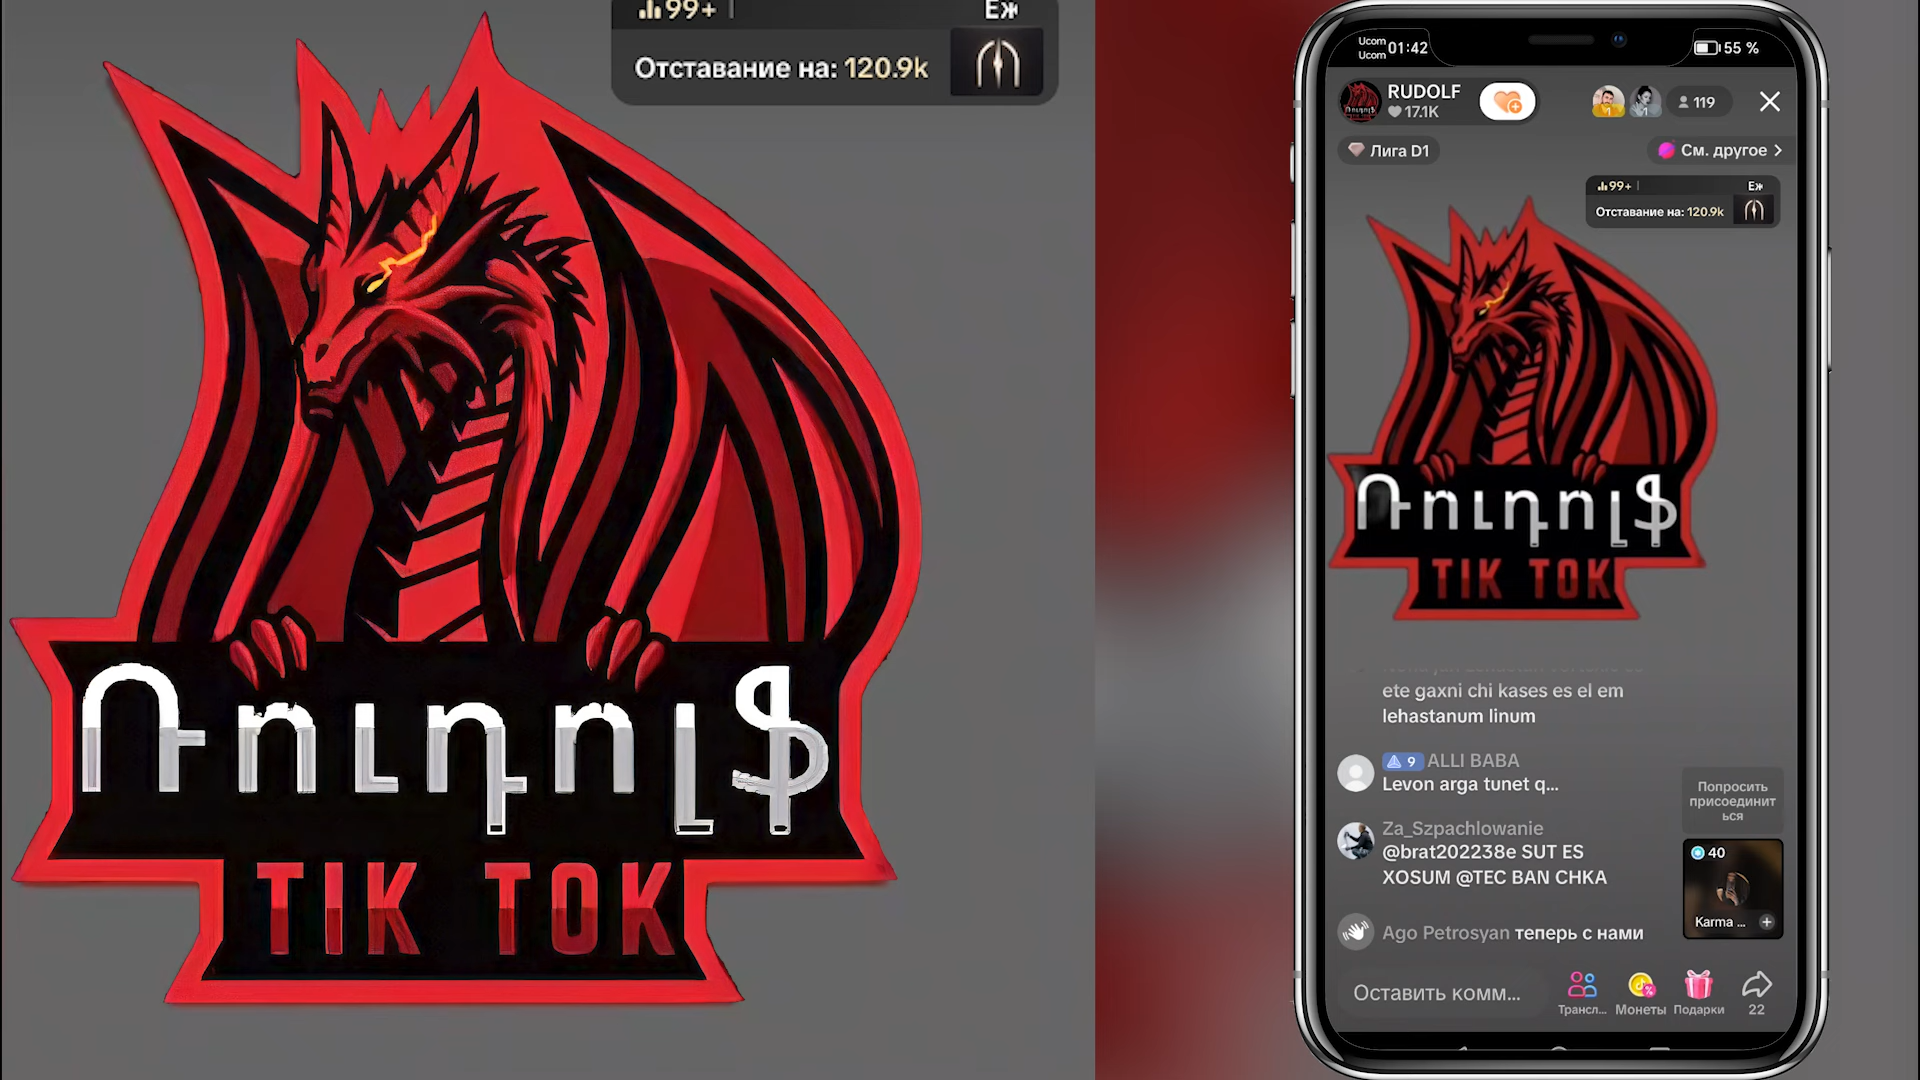 99+
Еж
Отставание на: 120.9k
Ռուդոլֆ
TIK TOK
Ucom
Ucom
01:42
55 %
RUDOLF
17.1K
119
Лига D1
См. другое >
99+
Еж
Отставание на: 120.9k
Ռուդոլֆ
TIK TOK
ete gaxni chi kases es el em
lehastanum linum
9 ALLI BABA
Levon arga tunet q...
Za_Szpachlowanie
@brat202238e SUT ES
XOSUM @TEC BAN CHKA
Ago Petrosyan теперь с нами
Попросить
присоединит
ься
40
Karma ...
Оставить комм...
Трансл...
Монеты
Подарки
22